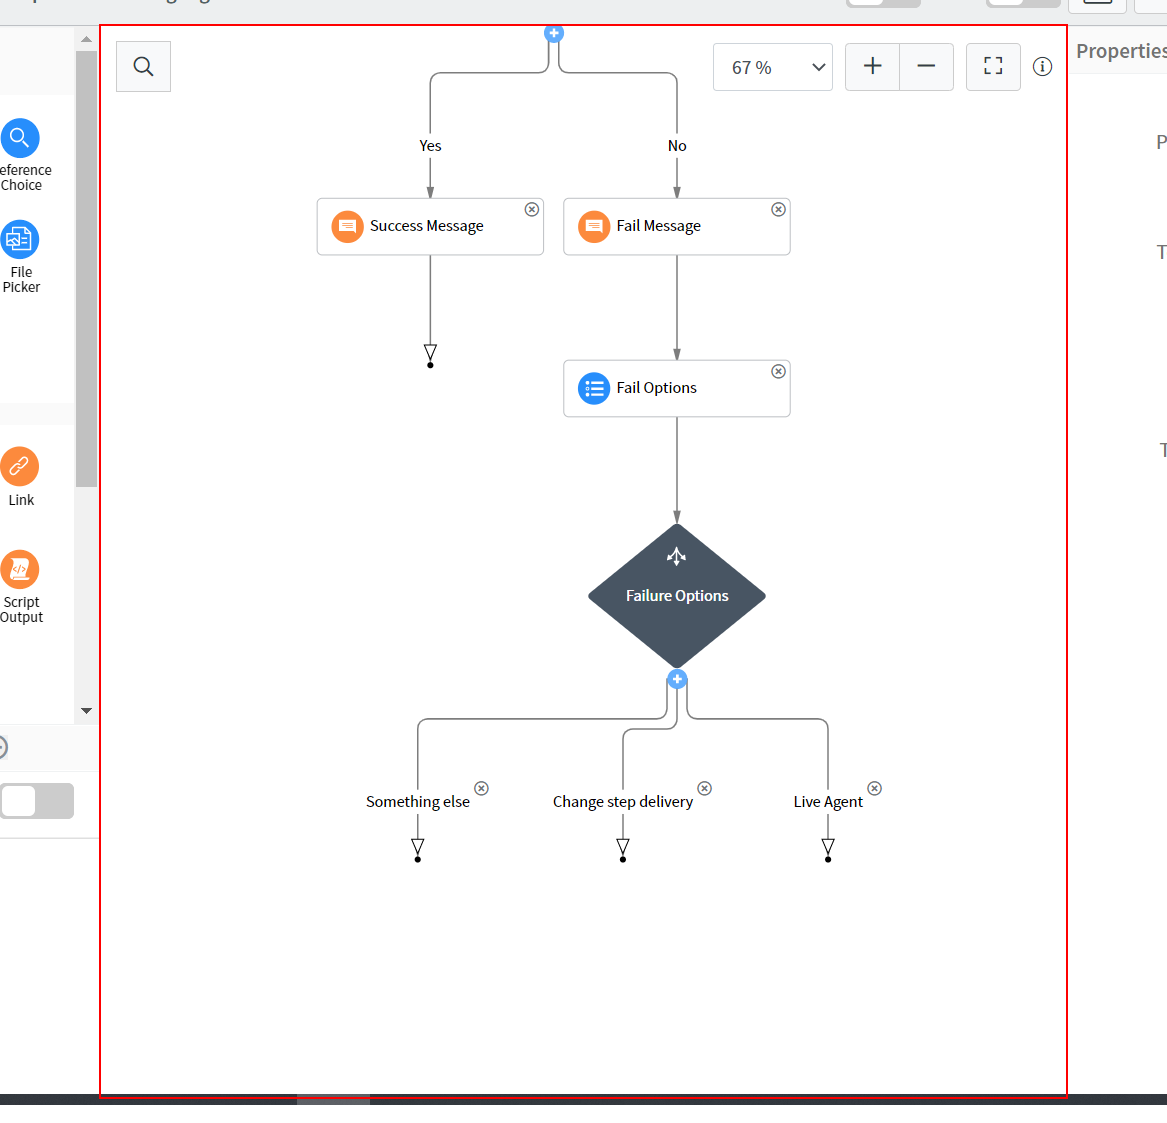 Properties
67 %
Yes
No
Success Message
Fail Message
Fail Options
Failure Options
Something else
Change step delivery
Live Agent
eference
Choice
File
Picker
Link
Script
Output
P
T
T